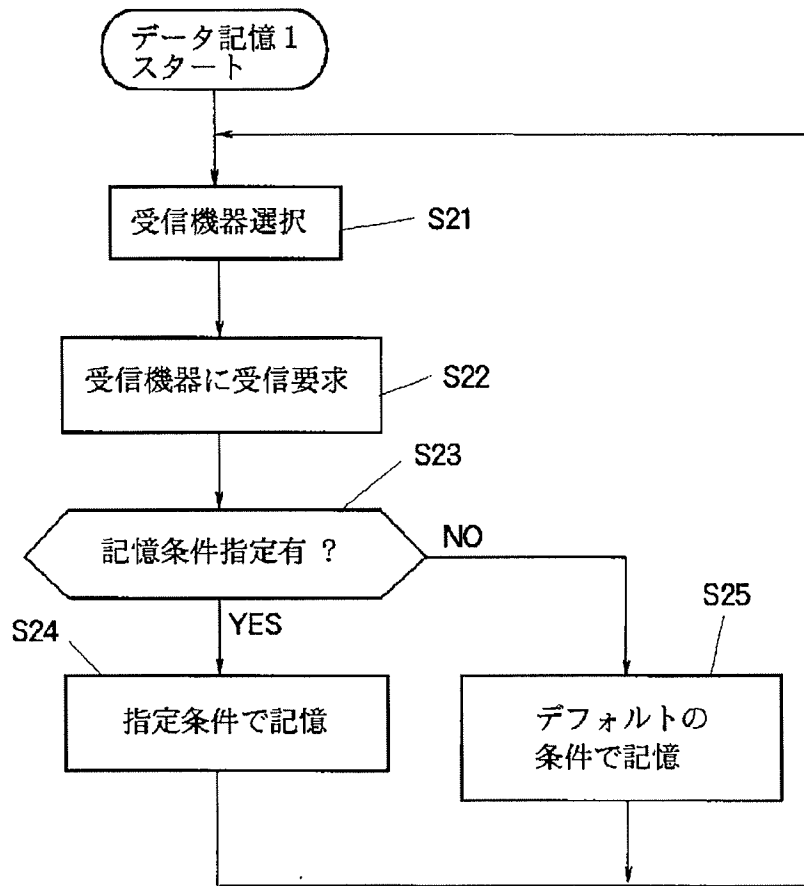 データ記憶1
スタート
受信機器選択
S21
受信機器に受信要求
S22
S23
記憶条件指定有 ?
NO
YES
S24
S25
指定条件で記憶
デフォルトの
条件で記憶